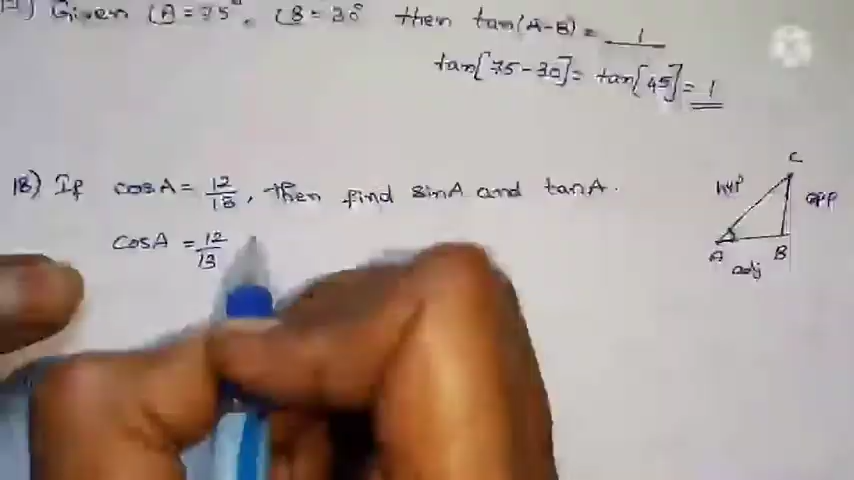 Given ∠A = 75°, ∠B = 30° then tan(A-B) = 1
tan[75-30] = tan[45] = 1
18) If cosA = 12/13, then find sinA and tanA.
cosA = 12/13
C
hyp
opp
A
B
adj